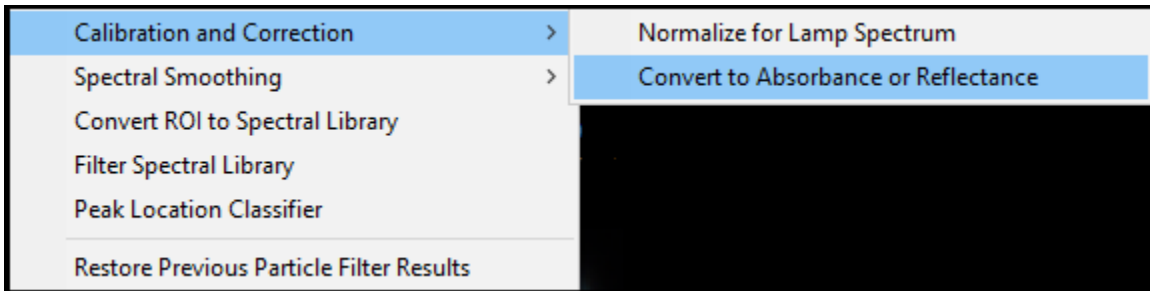 Calibration and Correction >
Spectral Smoothing >
Convert ROI to Spectral Library
Filter Spectral Library
Peak Location Classifier
Restore Previous Particle Filter Results
Normalize for Lamp Spectrum
Convert to Absorbance or Reflectance